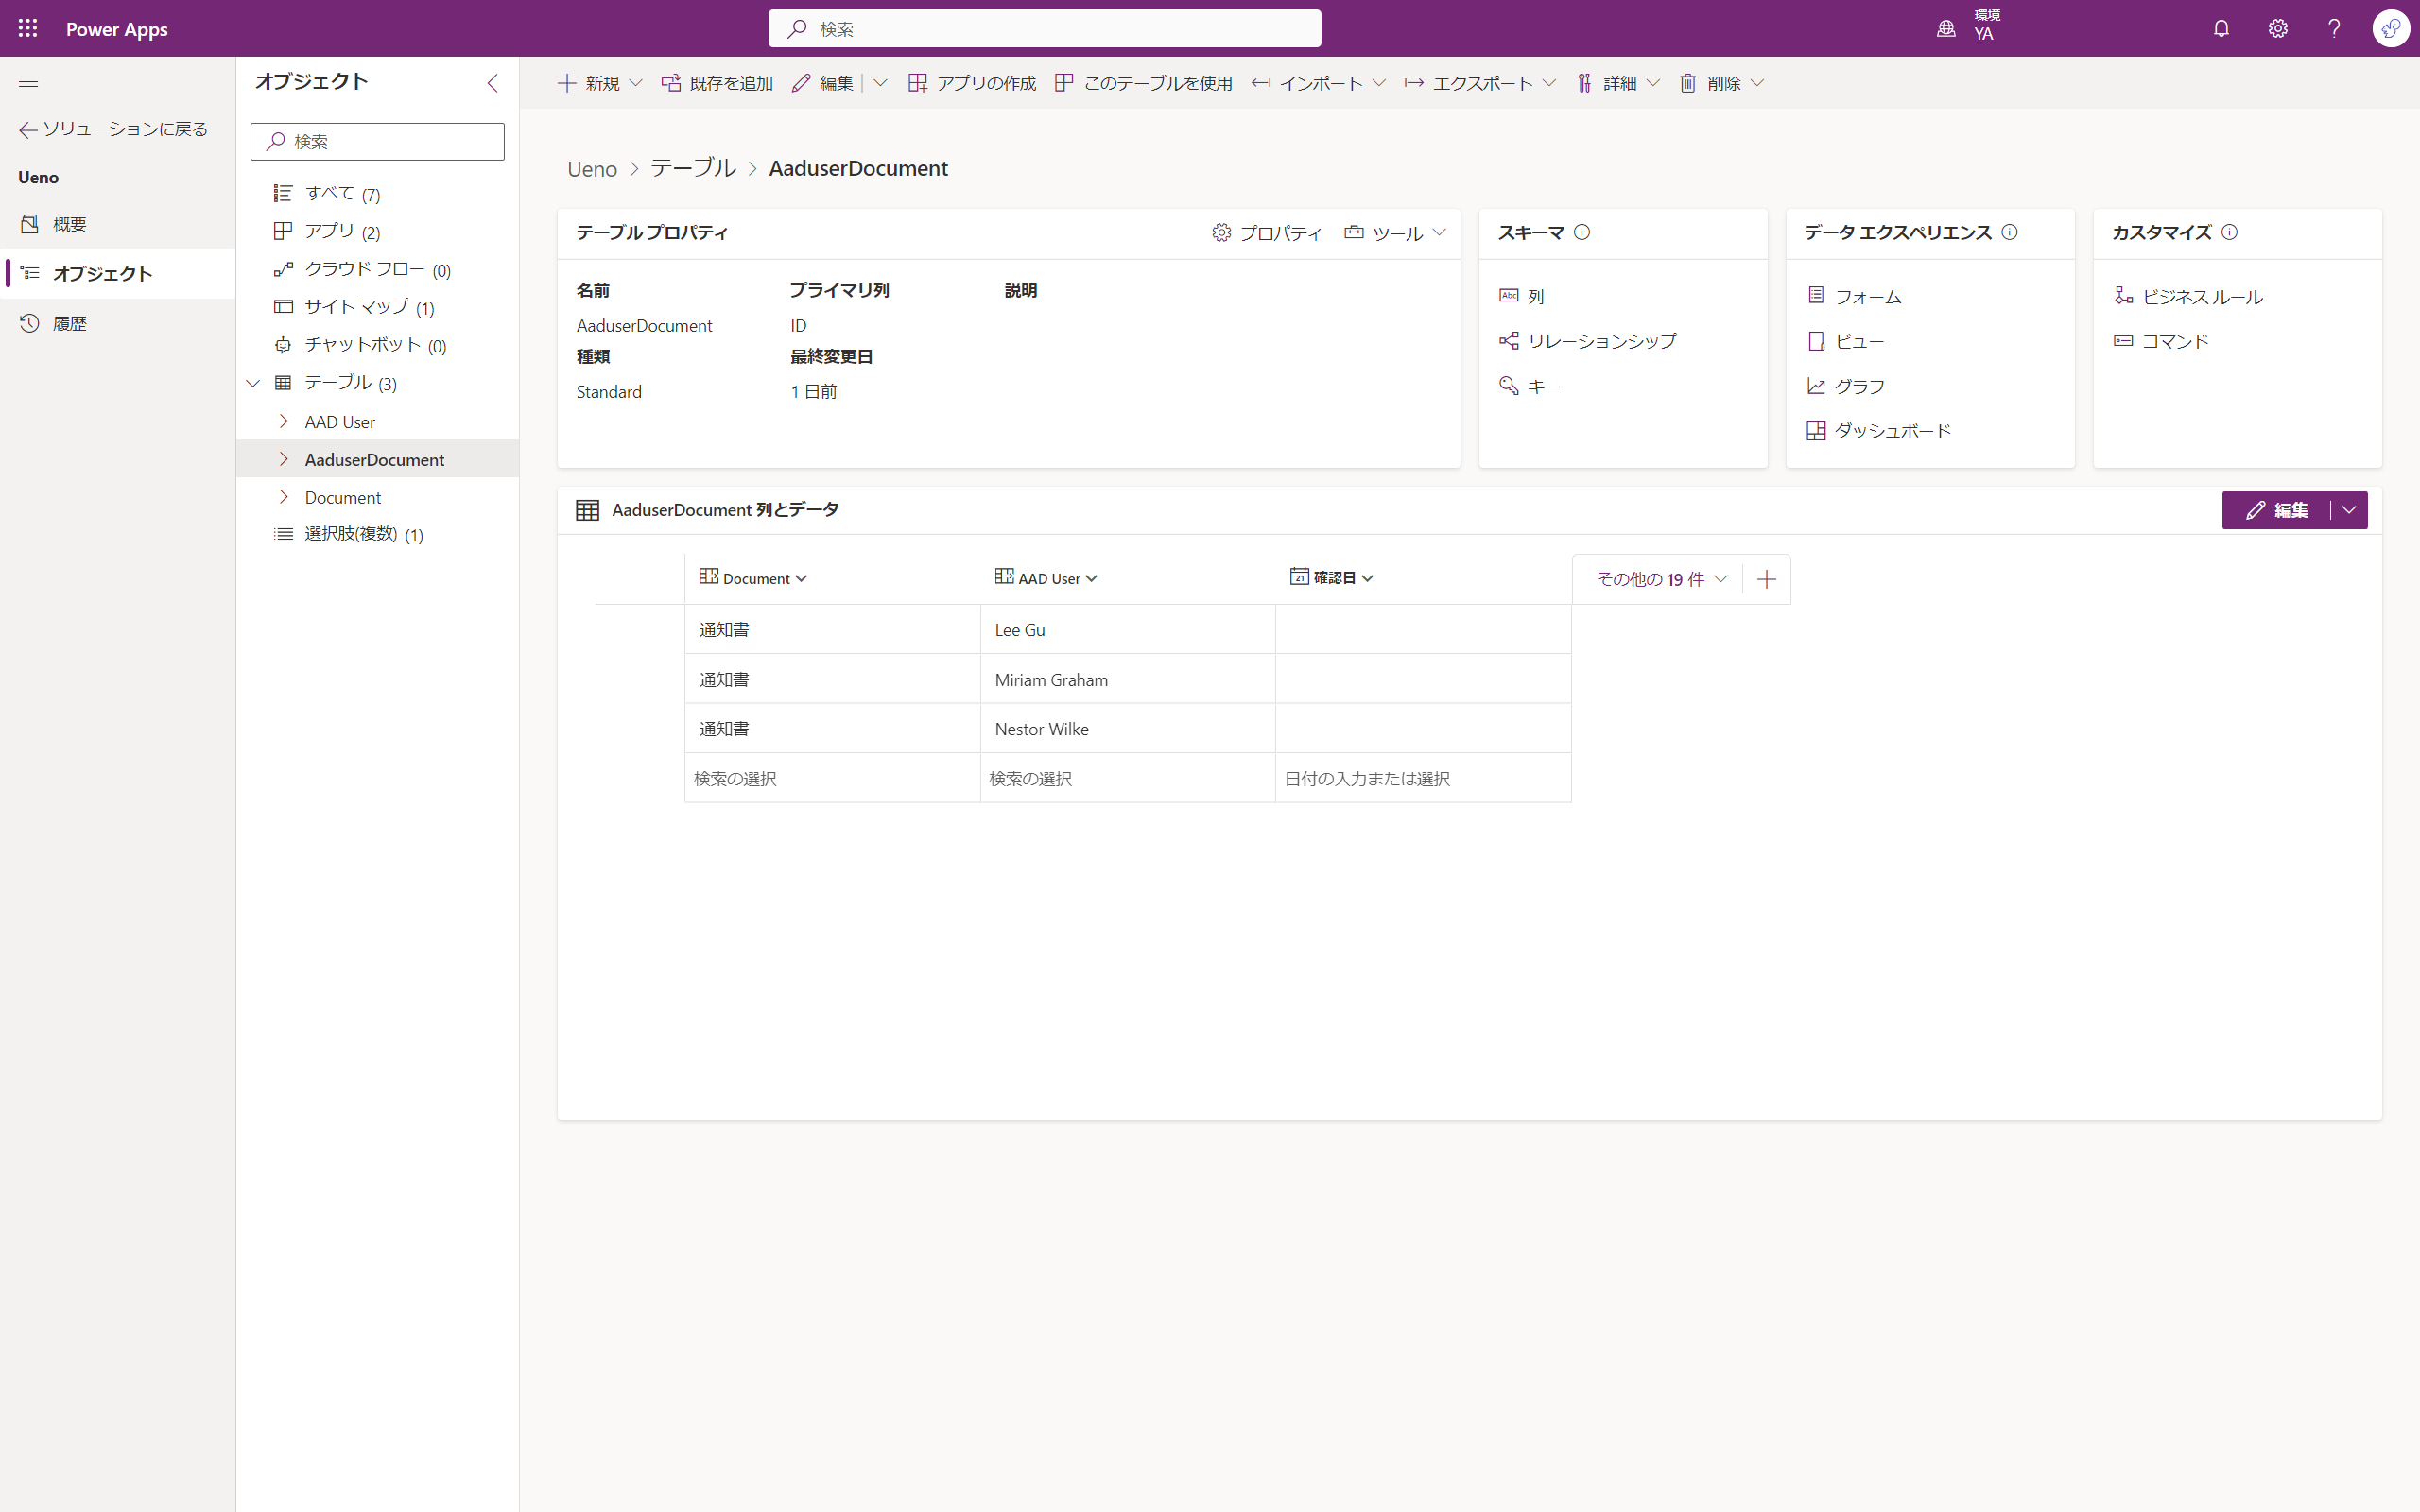 Power Apps
検索
環境
YA
ソリューションに戻る
Ueno
概要
オブジェクト
履歴
オブジェクト
検索
すべて (7)
アプリ (2)
クラウド フロー (0)
サイト マップ (1)
チャットボット (0)
テーブル (3)
AAD User
AaduserDocument
Document
選択肢(複数) (1)
新規 既存を追加 編集 アプリの作成 このテーブルを使用 インポート エクスポート 詳細 削除
Ueno > テーブル > AaduserDocument
テーブル プロパティ プロパティ ツール
名前 プライマリ列 説明
AaduserDocument ID
種類 最終変更日
Standard 1 日前
スキーマ
Abc 列
リレーションシップ
キー
データ エクスペリエンス
フォーム
ビュー
グラフ
ダッシュボード
カスタマイズ
ビジネス ルール
コマンド
AaduserDocument 列とデータ 編集
Document AAD User 21 確認日 その他の 19 件
通知書 Lee Gu
通知書 Miriam Graham
通知書 Nestor Wilke
検索の選択 検索の選択 日付の入力または選択